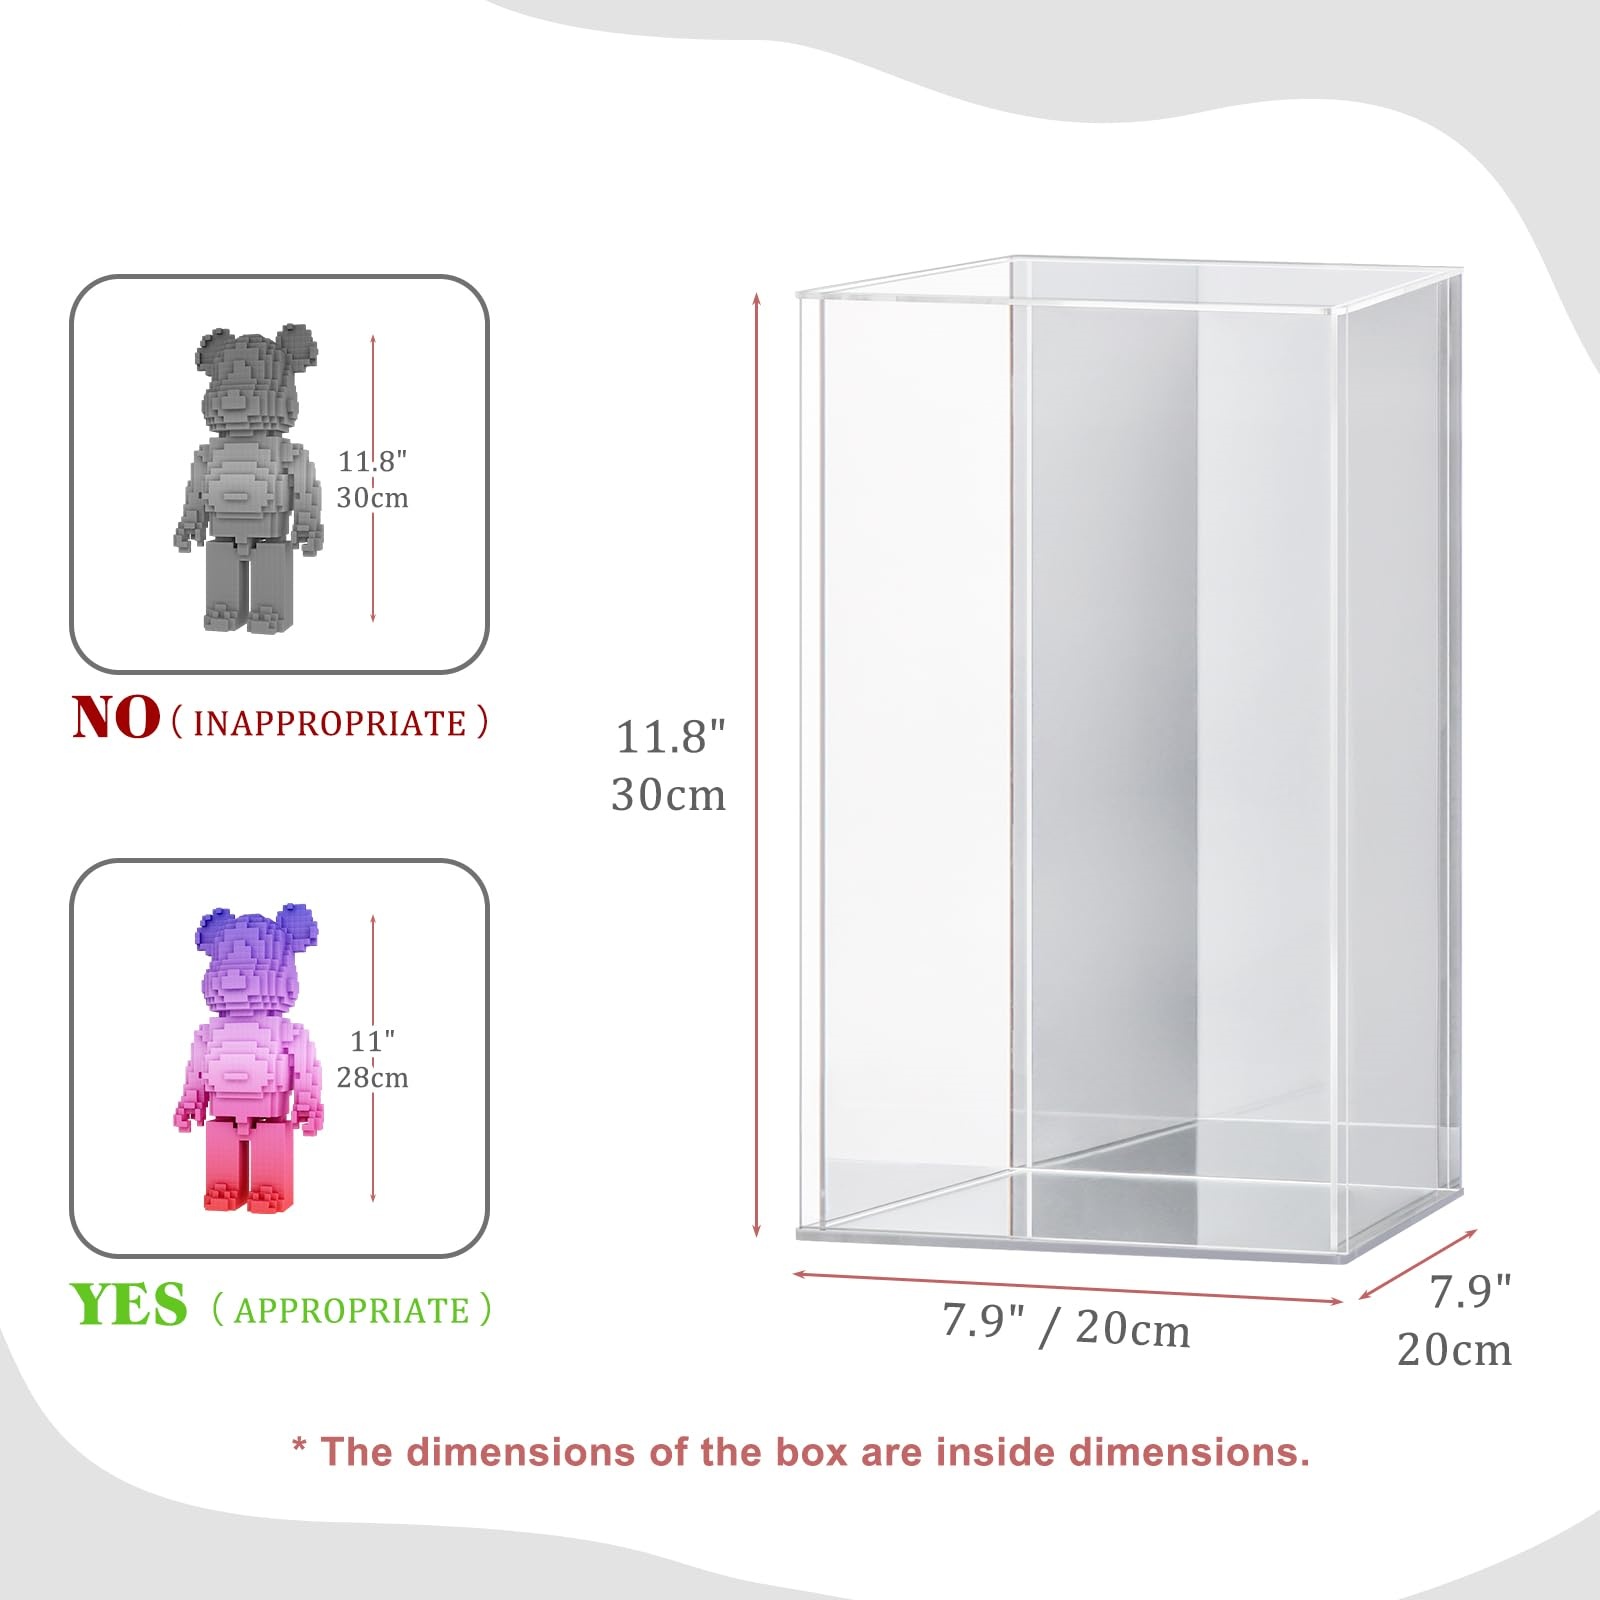 11.8"
30cm
NO ( INAPPROPRIATE )
11.8"
30cm
11"
28cm
YES ( APPROPRIATE )
7.9" / 20cm
7.9"
20cm
* The dimensions of the box are inside dimensions.